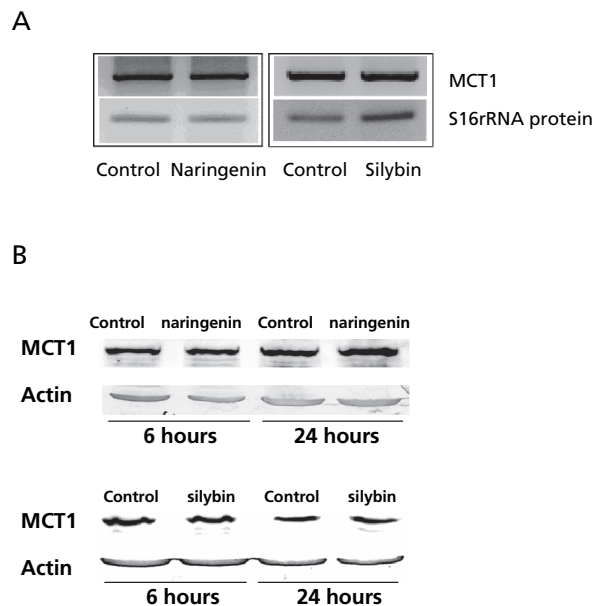 A
MCT1
S16rRNA protein
Control Naringenin Control Silybin
B
Control naringenin Control naringenin
MCT1
Actin
6 hours 24 hours
Control silybin Control silybin
MCT1
Actin
6 hours 24 hours